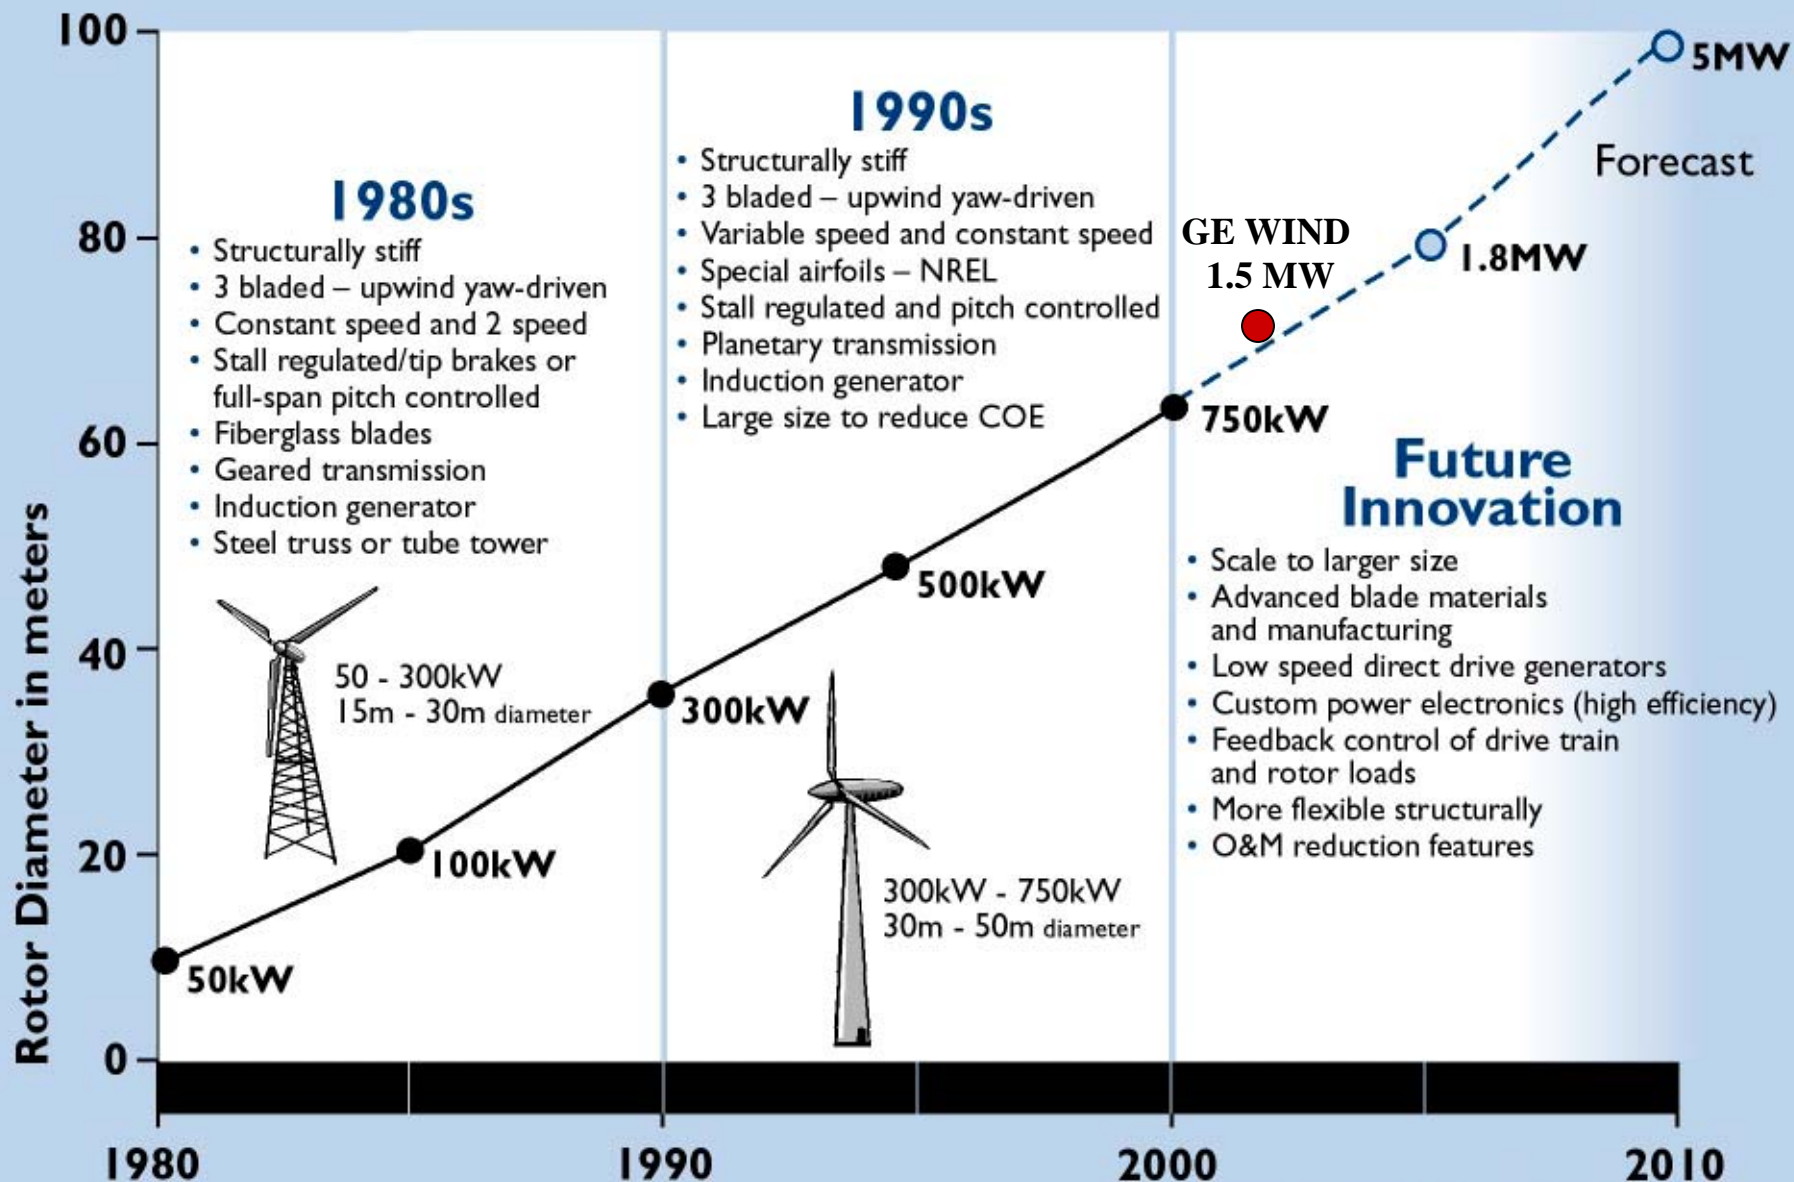 Rotor Diameter in meters
100
80
60
40
20
0
1980s
• Structurally stiff
• 3 bladed – upwind yaw-driven
• Constant speed and 2 speed
• Stall regulated/tip brakes or
full-span pitch controlled
• Fiberglass blades
• Geared transmission
• Induction generator
• Steel truss or tube tower
50 - 300kW
15m - 30m diameter
50kW
100kW
1990s
• Structurally stiff
• 3 bladed – upwind yaw-driven
• Variable speed and constant speed
• Special airfoils – NREL
• Stall regulated and pitch controlled
• Planetary transmission
• Induction generator
• Large size to reduce COE
300kW
500kW
300kW - 750kW
30m - 50m diameter
GE WIND
1.5 MW
5MW
Forecast
1.8MW
750kW
Future
Innovation
• Scale to larger size
• Advanced blade materials
and manufacturing
• Low speed direct drive generators
• Custom power electronics (high efficiency)
• Feedback control of drive train
and rotor loads
• More flexible structurally
• O&M reduction features
1980
1990
2000
2010